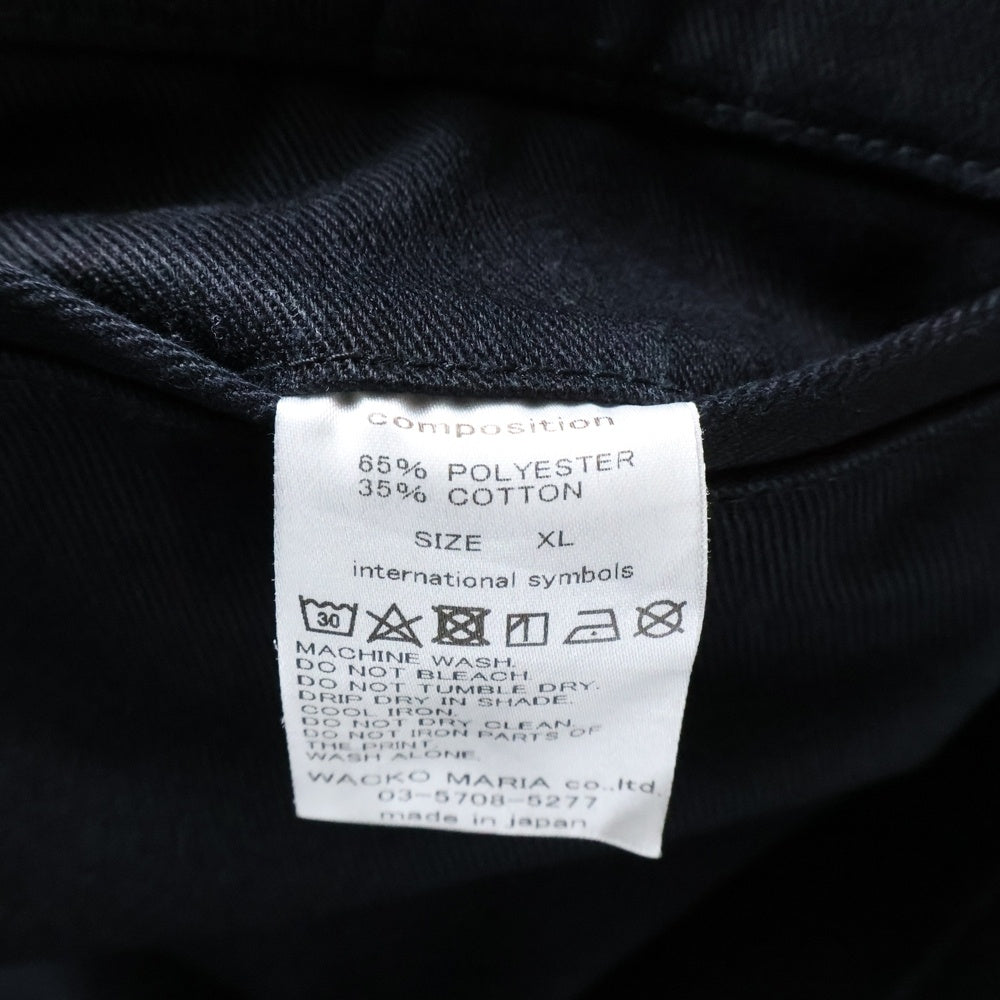 composition
65% POLYESTER
35% COTTON
SIZE XL
international symbols
30
MACHINE WASH.
DO NOT BLEACH.
DO NOT TUMBLE DRY.
DRIP DRY IN SHADE.
COOL IRON.
DO NOT DRY CLEAN.
DO NOT IRON PARTS OF
THE PRINT.
WASH ALONE.
WACKO MARIA co.,ltd.
03-5708-5277
made in japan